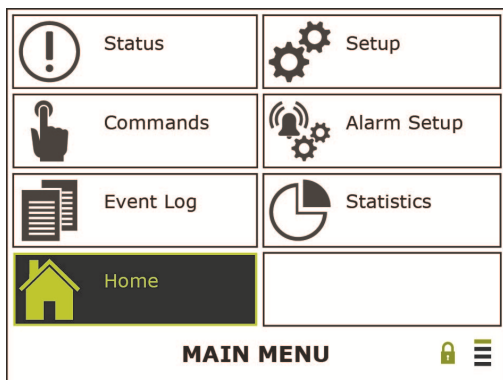 Status
Setup
Commands
Alarm Setup
Event Log
Statistics
Home
MAIN MENU